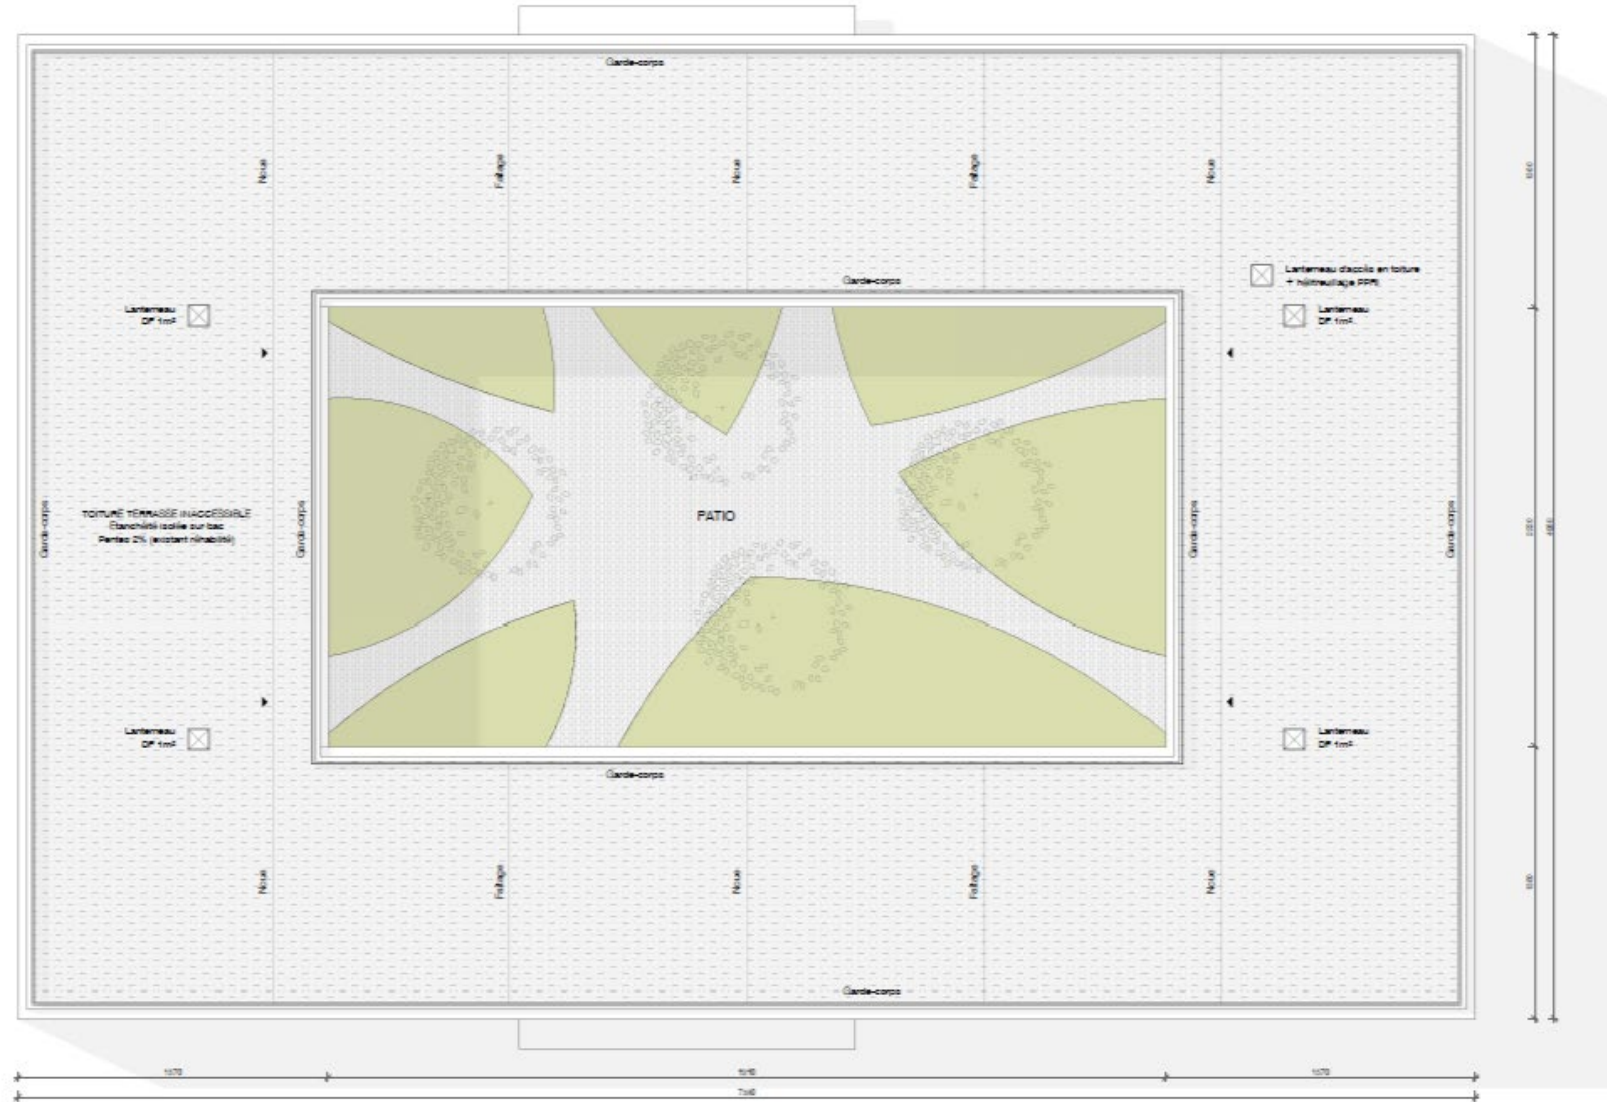 Garde-corps
Noue
Faîtage
Noue
Faîtage
Noue
Lanterneau d'accès en toiture
Garde-corps
Lanterneau
DF 1m²
Lanterneau
DF 1m²
Garde-corps
TOITURE TERRASSE INACCESSIBLE
Étanchéité isolée sur bac
Pentes 2% (existant réhabilité)
Garde-corps
PATIO
Garde-corps
Garde-corps
Lanterneau
DF 1m²
Lanterneau
DF 1m²
Garde-corps
Noue
Faîtage
Noue
Faîtage
Noue
Garde-corps